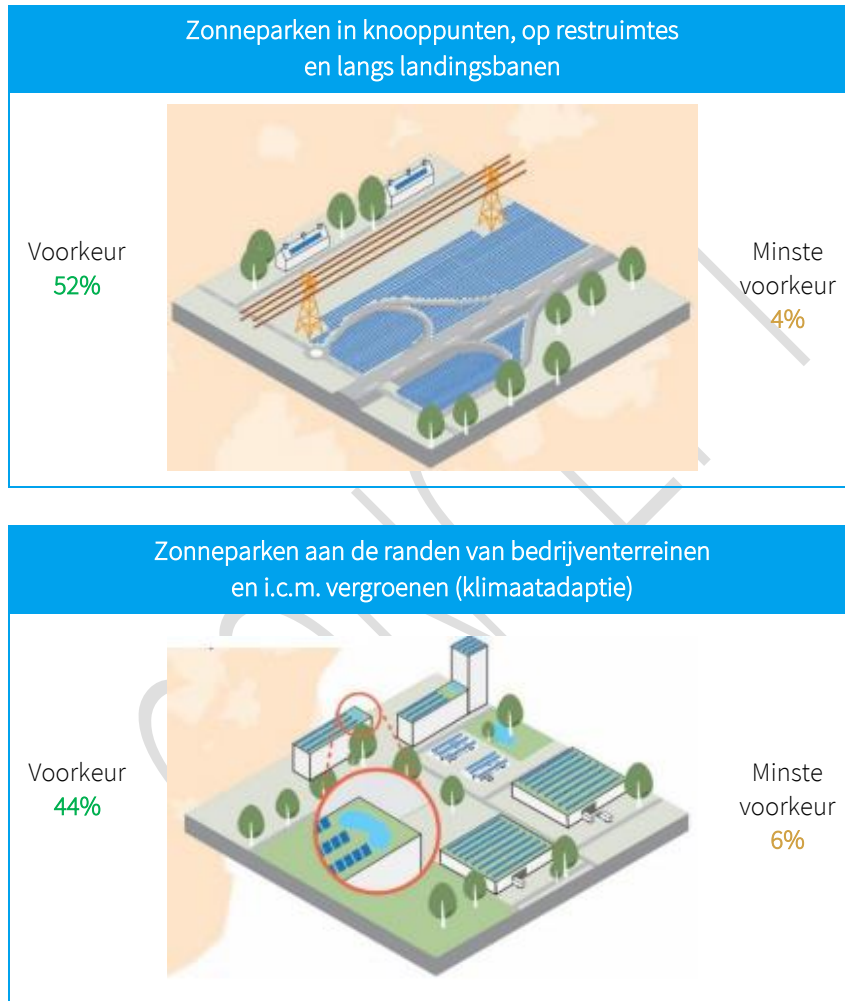 Zonneparken in knooppunten, op restruimtes
en langs landingsbanen
Voorkeur
52%
Minste
voorkeur
4%
Zonneparken aan de randen van bedrijventerreinen
en i.c.m. vergroenen (klimaatadaptie)
Voorkeur
44%
Minste
voorkeur
6%